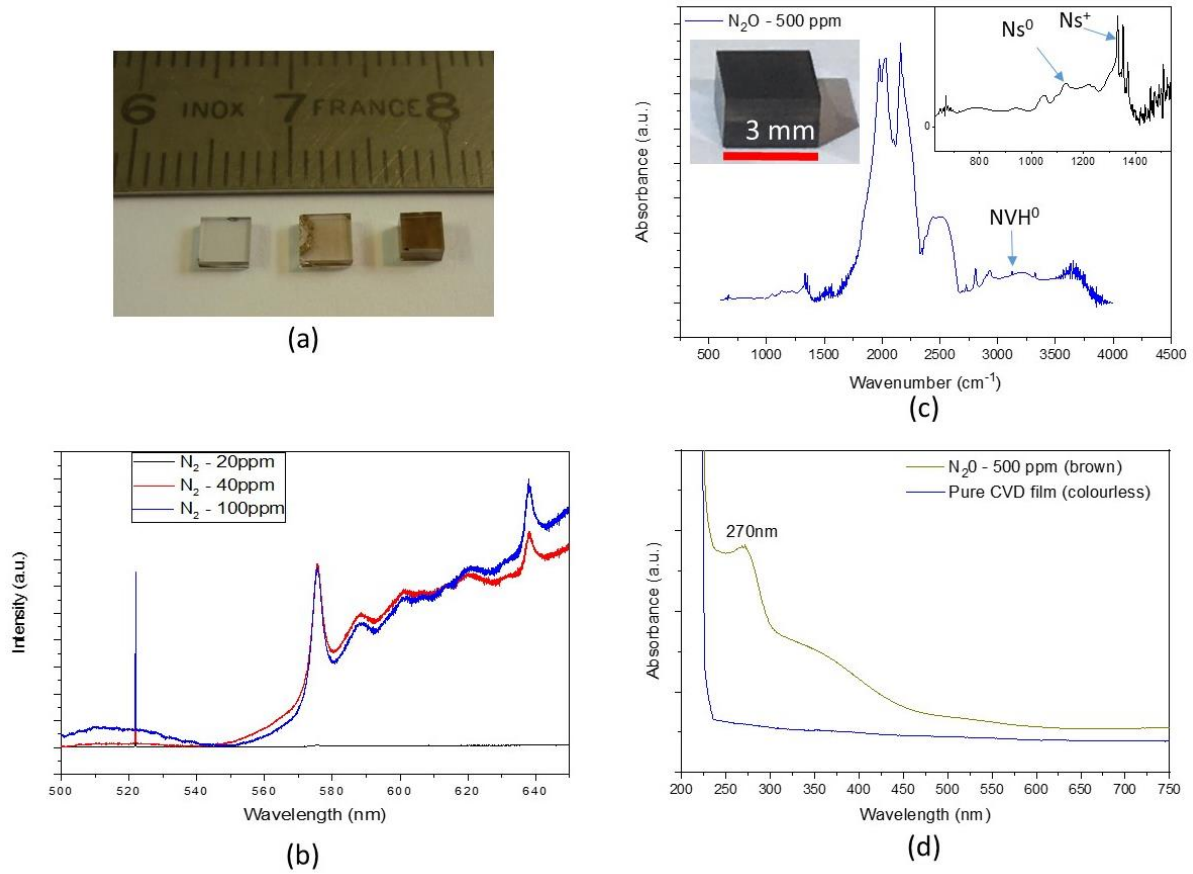 6 INOX 7 FRANCE 8
(a)
N₂O - 500 ppm
3 mm
Ns⁰
Ns⁺
0
800 1000 1200 1400
NVH⁰
Absorbance (a.u.)
500 1000 1500 2000 2500 3000 3500 4000 4500
Wavenumber (cm⁻¹)
(c)
N₂ - 20ppm
N₂ - 40ppm
N₂ - 100ppm
Intensity (a.u.)
500 520 540 560 580 600 620 640
Wavelength (nm)
(b)
N₂0 - 500 ppm (brown)
Pure CVD film (colourless)
270nm
Absorbance (a.u.)
200 250 300 350 400 450 500 550 600 650 700 750
Wavelength (nm)
(d)